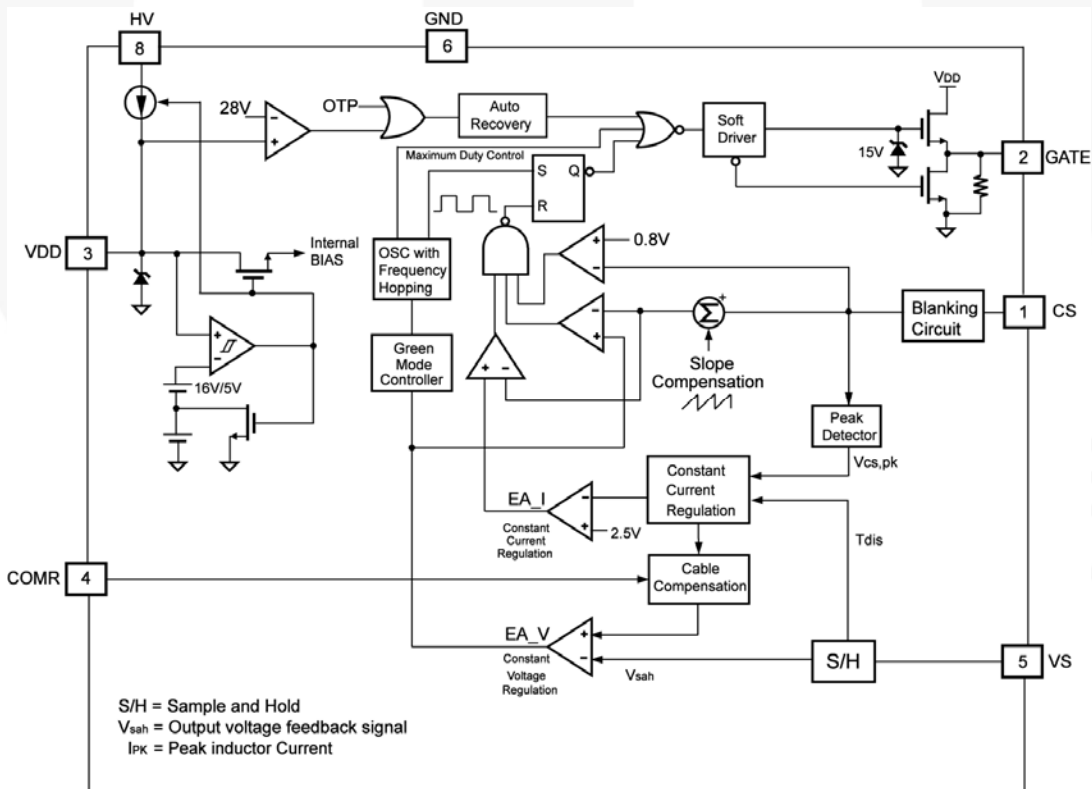 HV
8
GND
6
28V
OTP
Auto
Recovery
Soft
Driver
VDD
15V
2
GATE
Maximum Duty Control
S
Q
R
VDD
3
Internal
BIAS
OSC with
Frequency
Hopping
0.8V
1
CS
Blanking
Circuit
Green
Mode
Controller
Σ
+
Slope
Compensation
16V/5V
Peak
Detector
Vcs,pk
Constant
Current
Regulation
EA_I
Constant
Current
Regulation
2.5V
Tdis
COMR
4
Cable
Compensation
EA_V
Constant
Voltage
Regulation
Vsah
S/H
5
VS
S/H = Sample and Hold
Vsah = Output voltage feedback signal
IPK = Peak inductor Current